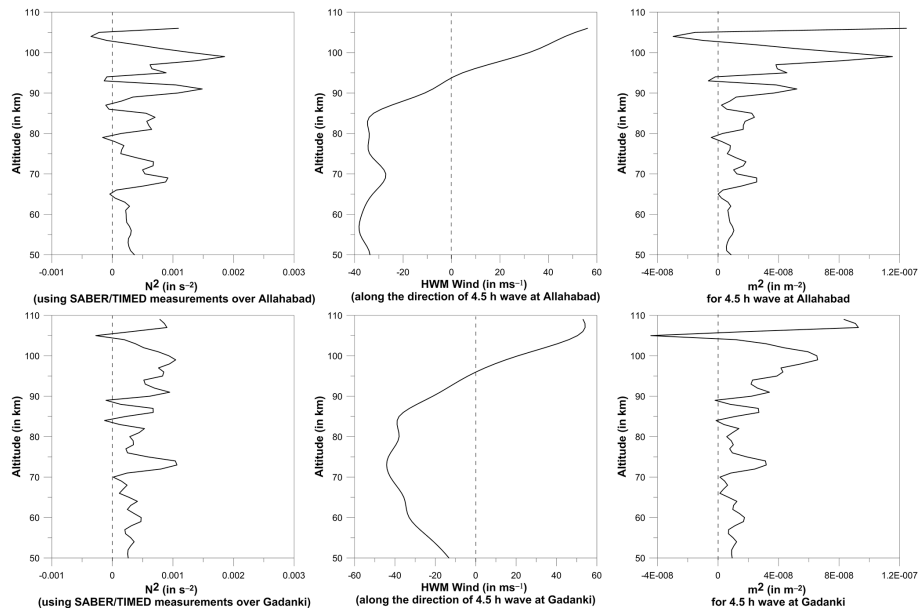 110
100
90
80
70
60
50
Altitude (in km)
-0.001 0 0.001 0.002 0.003
N² (in s⁻²)
(using SABER/TIMED measurements over Allahabad)
110
100
90
80
70
60
50
Altitude (in km)
-40 -20 0 20 40 60
HWM Wind (in ms⁻¹)
(along the direction of 4.5 h wave at Allahabad)
110
100
90
80
70
60
50
Altitude (in km)
-4E-008 0 4E-008 8E-008 1.2E-007
m² (in m⁻²)
for 4.5 h wave at Allahabad
110
100
90
80
70
60
50
Altitude (in km)
-0.001 0 0.001 0.002 0.003
N² (in s⁻²)
(using SABER/TIMED measurements over Gadanki)
110
100
90
80
70
60
50
Altitude (in km)
-60 -40 -20 0 20 40 60
HWM Wind (in ms⁻¹)
(along the direction of 4.5 h wave at Gadanki)
110
100
90
80
70
60
50
Altitude (in km)
-4E-008 0 4E-008 8E-008 1.2E-007
m² (in m⁻²)
for 4.5 h wave at Gadanki